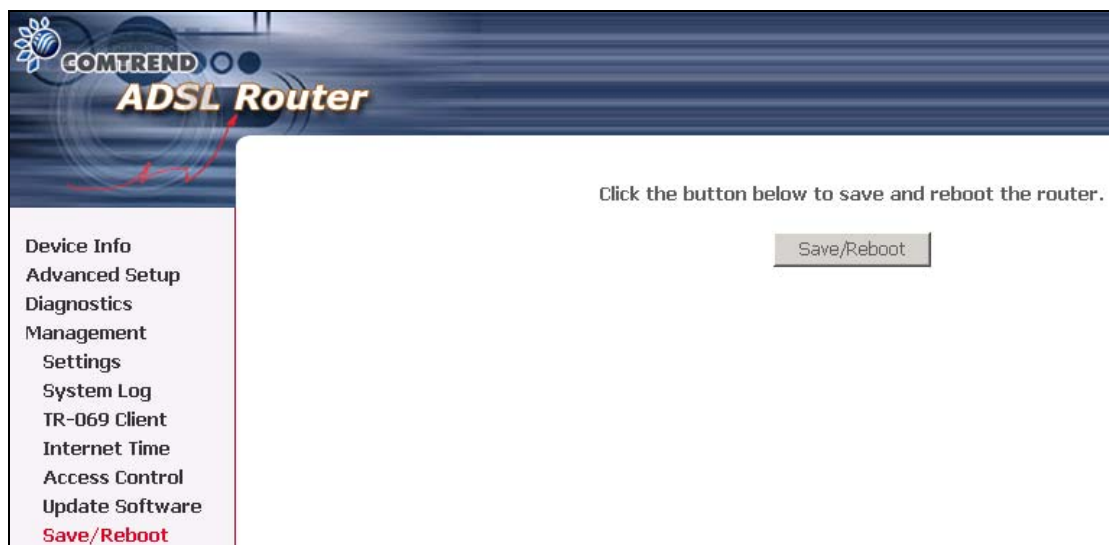 COMTREND
ADSL Router
Click the button below to save and reboot the router.
Save/Reboot
Device Info
Advanced Setup
Diagnostics
Management
Settings
System Log
TR-069 Client
Internet Time
Access Control
Update Software
Save/Reboot